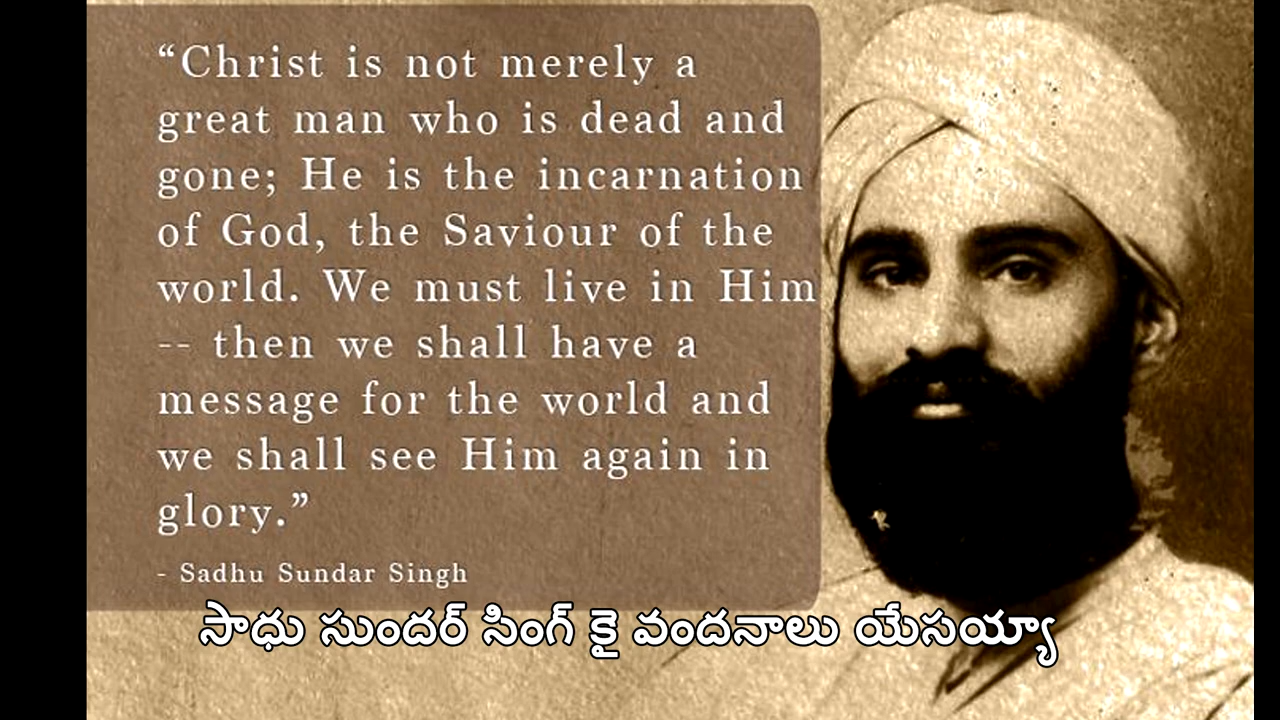 “Christ is not merely a
great man who is dead and
gone; He is the incarnation
of God, the Saviour of the
world. We must live in Him
-- then we shall have a
message for the world and
we shall see Him again in
glory.”
- Sadhu Sundar Singh
సాధు సుందర్ సింగ్ కై వందనాలు యేసయ్యా